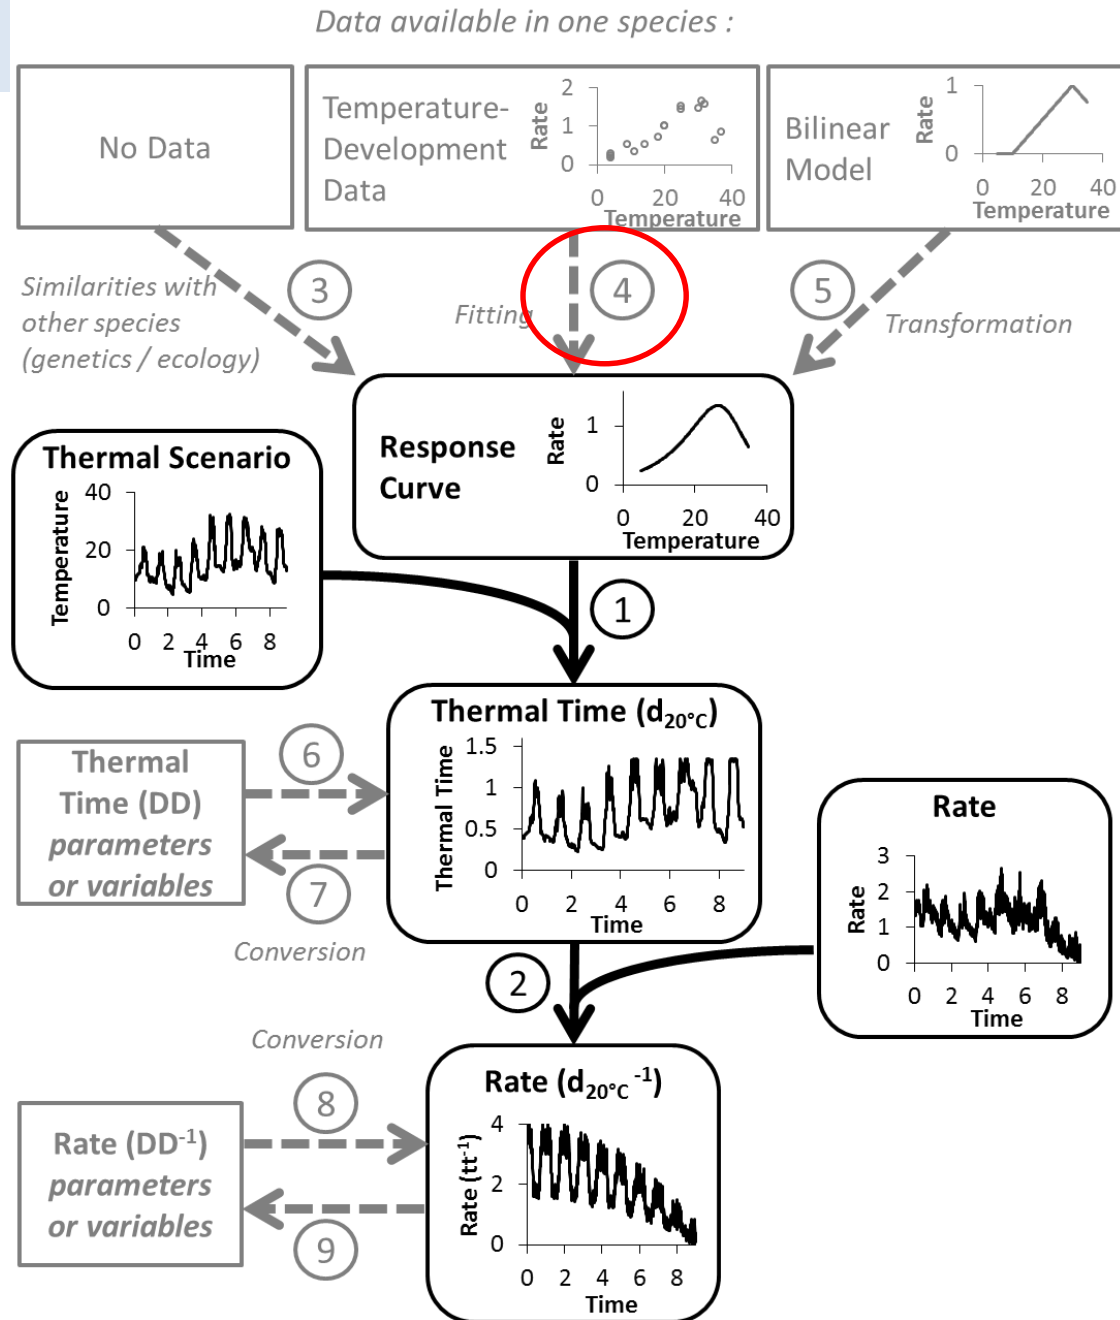 Data available in one species :
No Data
Temperature-
Development
Data
Rate
2
1
0
0
20
40
Temperature
Bilinear
Model
Rate
1
0
0
20
40
Temperature
Similarities with
other species
(genetics / ecology)
3
Fitting
4
5
Transformation
Response
Curve
Rate
1
0
0
20
40
Temperature
Thermal Scenario
Temperature
40
20
0
0 2 4 6 8
Time
1
Thermal Time (d20°C)
Thermal Time
1.5
1
0.5
0
0 2 4 6 8
Time
Thermal
Time (DD)
parameters
or variables
6
7
Conversion
Rate
Rate
3
2
1
0
0 2 4 6 8
Time
2
Conversion
Rate (d20°C -1)
Rate (tt-1)
4
2
0
0 2 4 6 8
Time
Rate (DD-1)
parameters
or variables
8
9